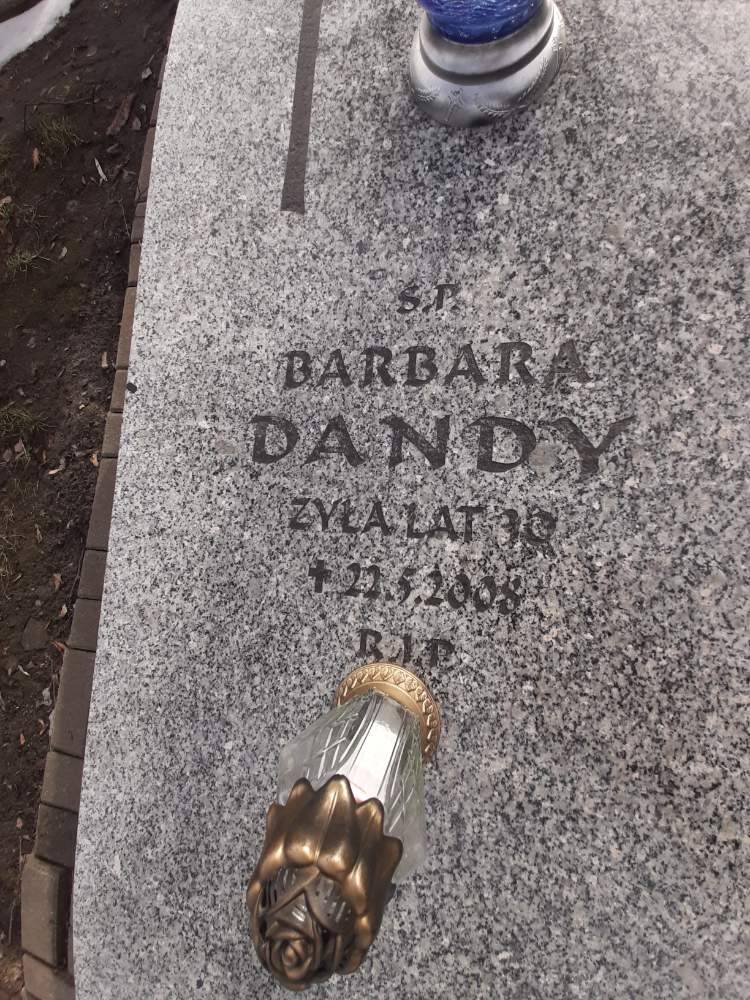 Ś.P.
BARBARA
DANDY
ŻYŁA LAT
✝ 22.5.2008
R.I.P